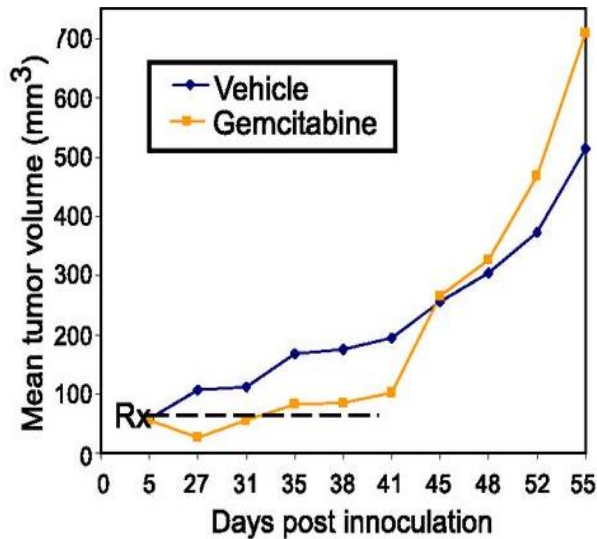 Mean tumor volume (mm³)
700
600
500
400
300
200
100
0
Vehicle
Gemcitabine
Rx
0 5 27 31 35 38 41 45 48 52 55
Days post innoculation